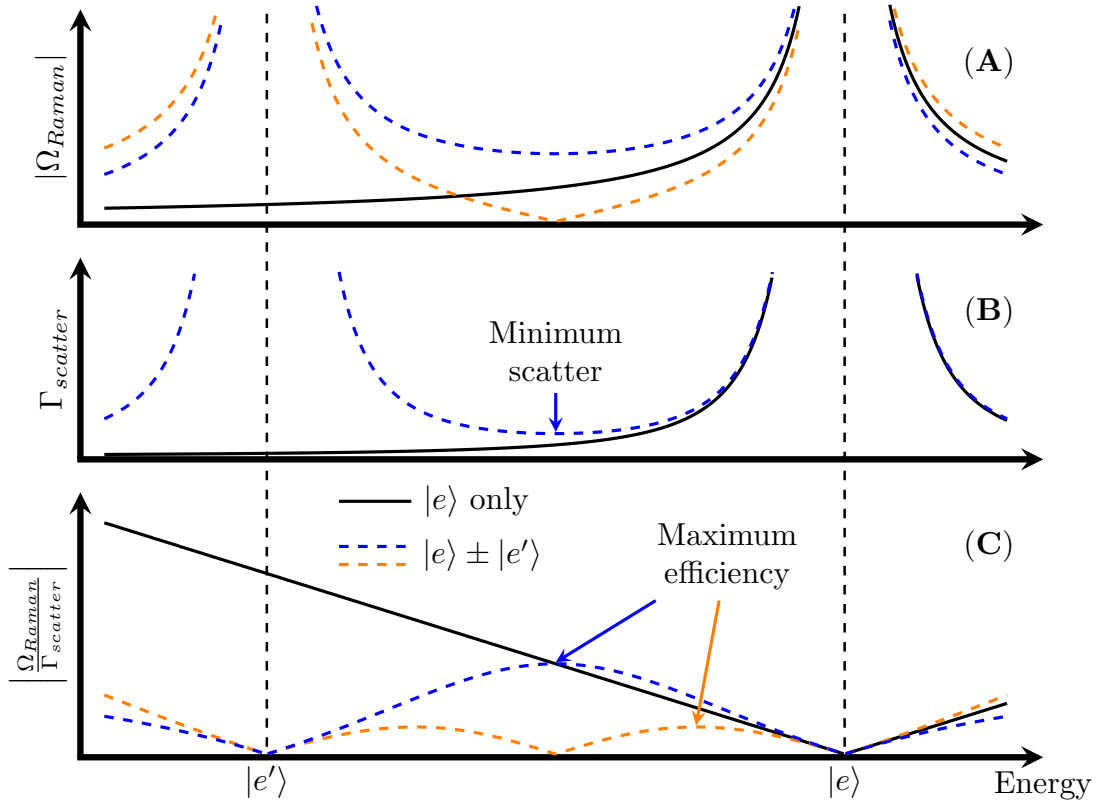 |Ω_{Raman}|
(A)
Γ_{scatter}
(B)
Minimum
scatter
|Ω_{Raman}/Γ_{scatter}|
|e⟩ only
|e⟩ ± |e′⟩
Maximum
efficiency
(C)
|e′⟩
|e⟩
Energy